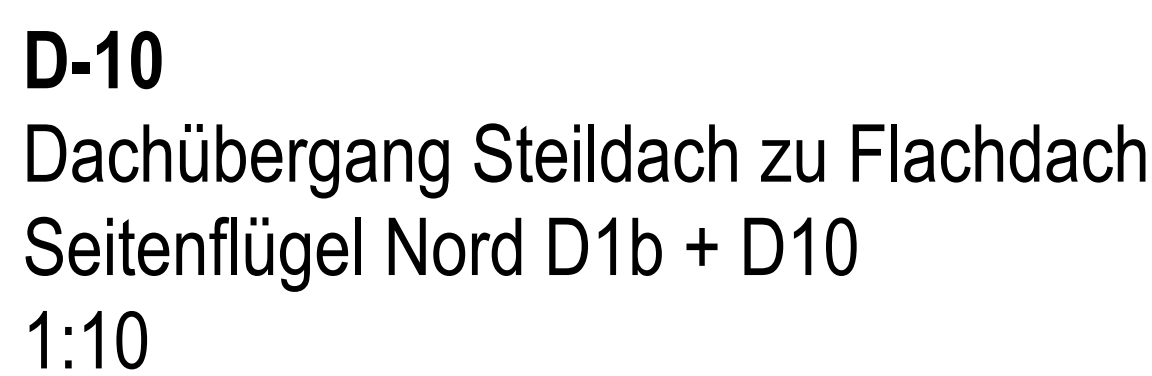 D-10
Dachübergang Steildach zu Flachdach
Seitenflügel Nord D1b + D10
1:10